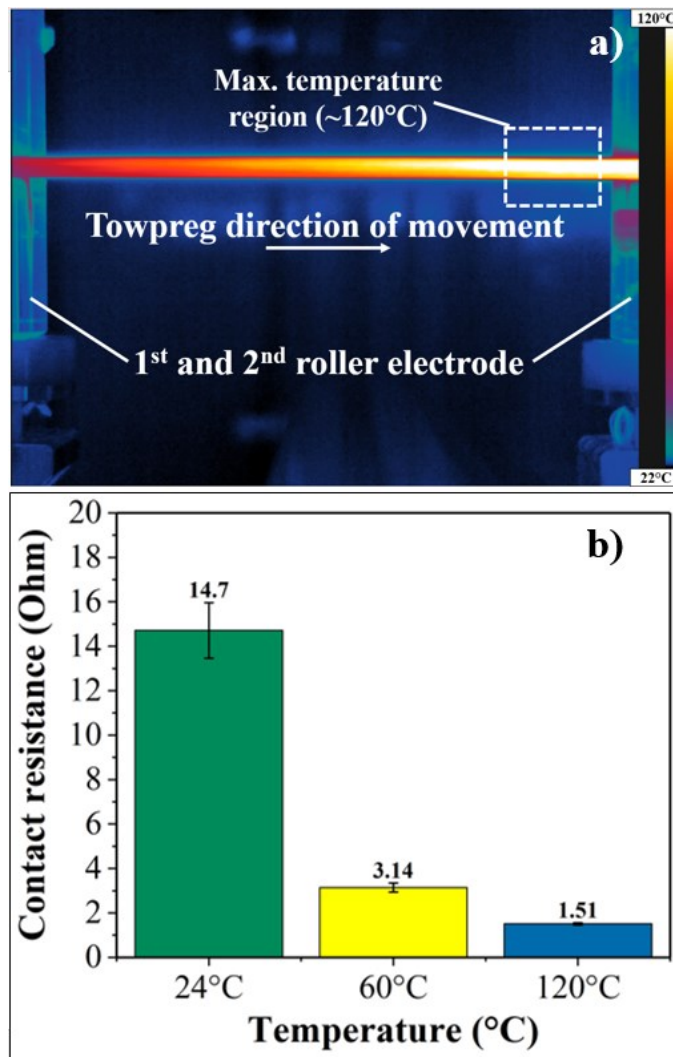 120°C
a)
Max. temperature
region (~120°C)
Towpreg direction of movement
1st and 2nd roller electrode
22°C
b)
Contact resistance (Ohm)
20
18
16
14
12
10
8
6
4
2
0
14.7
3.14
1.51
24°C
60°C
120°C
Temperature (°C)